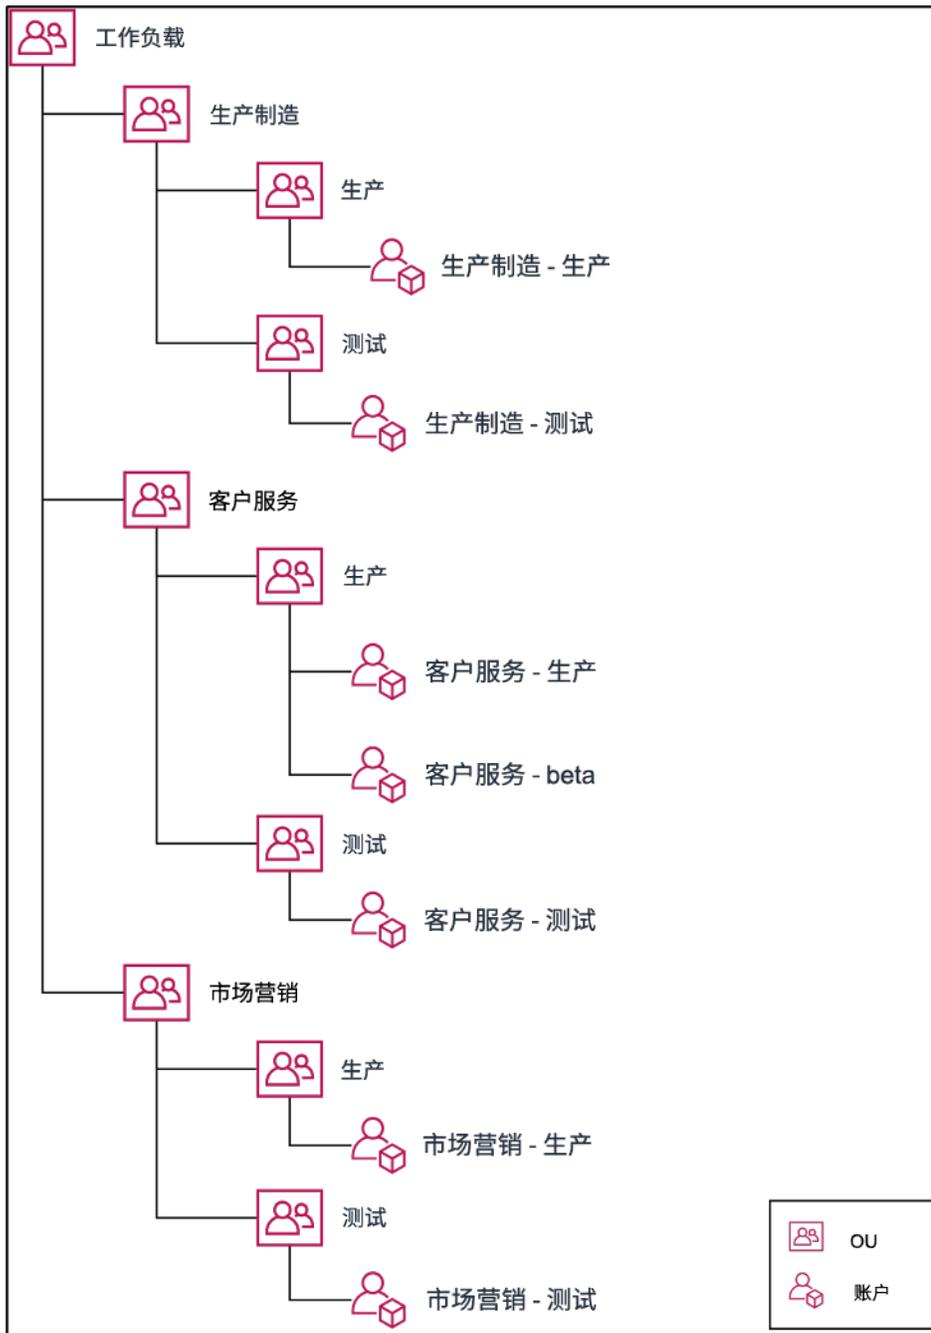 工作负载
生产制造
生产
生产制造 - 生产
测试
生产制造 - 测试
客户服务
生产
客户服务 - 生产
客户服务 - beta
测试
客户服务 - 测试
市场营销
生产
市场营销 - 生产
测试
市场营销 - 测试
OU
账户